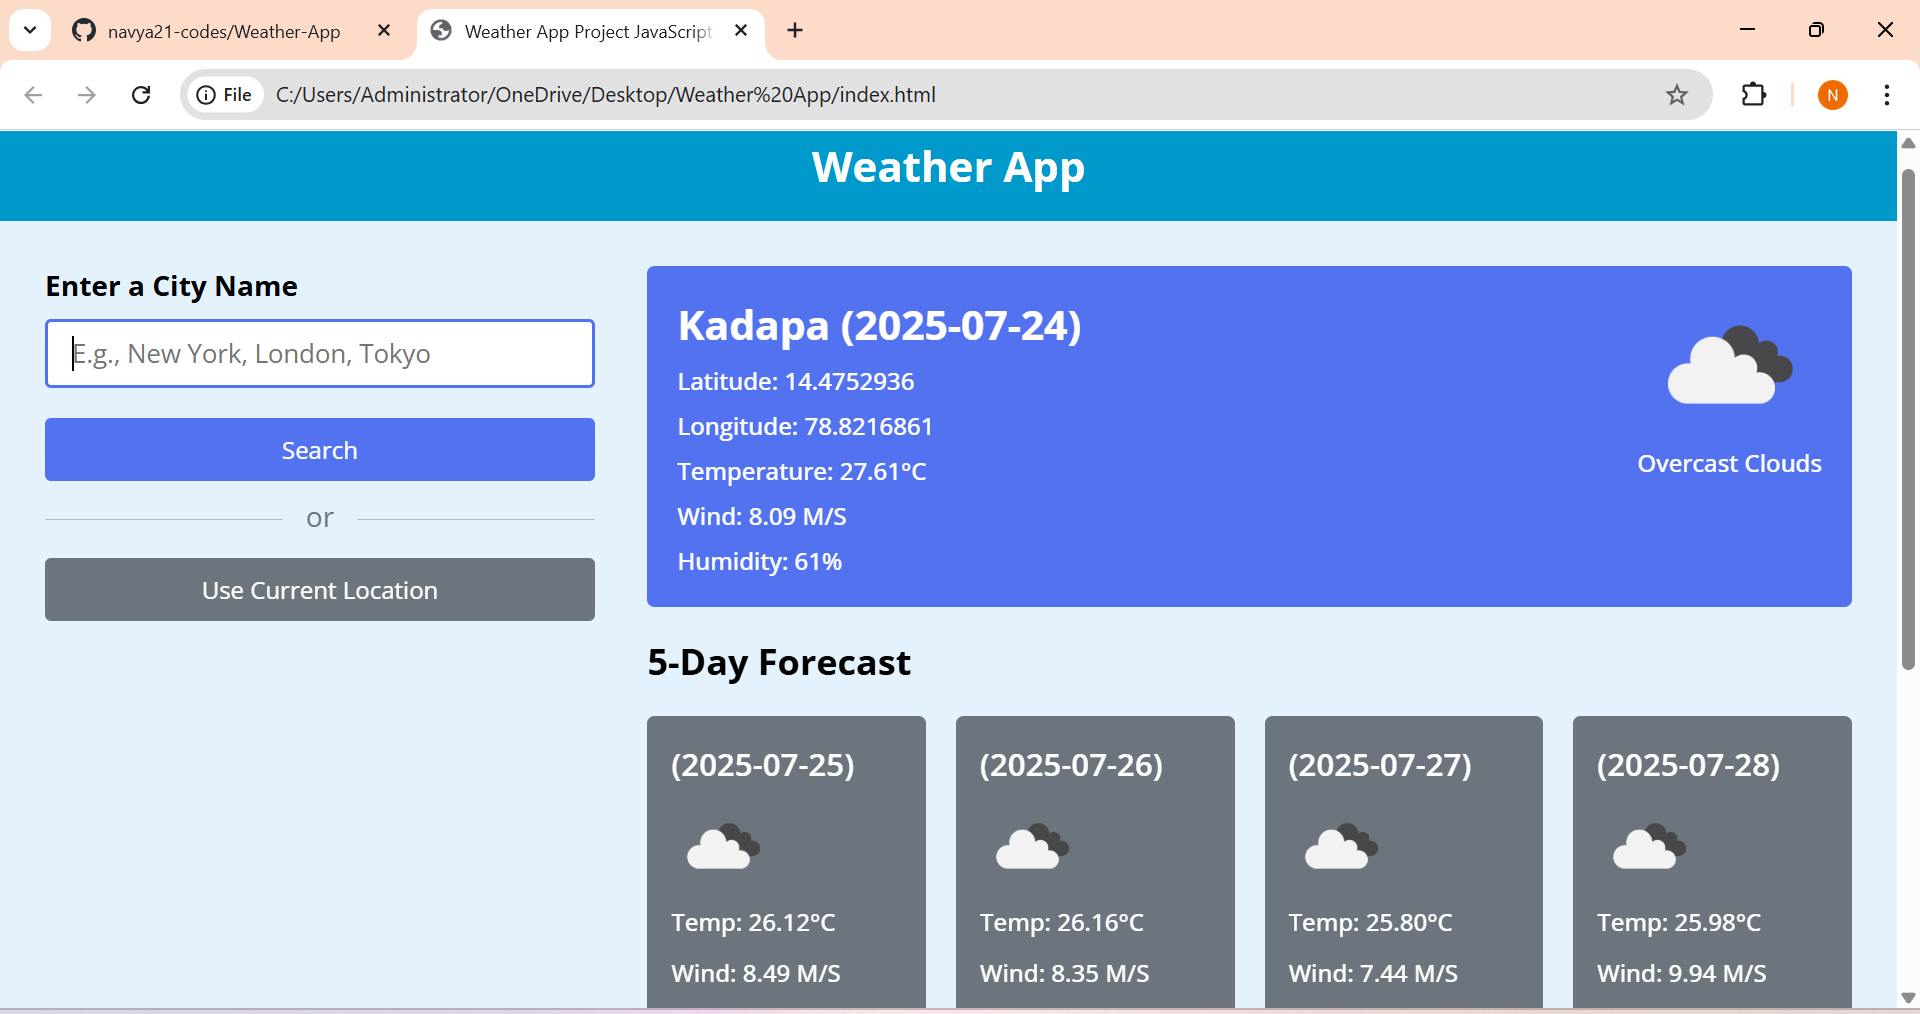 navya21-codes/Weather-App
Weather App Project JavaScript
File
C:/Users/Administrator/OneDrive/Desktop/Weather%20App/index.html
N
Weather App
Enter a City Name
E.g., New York, London, Tokyo
Search
or
Use Current Location
Kadapa (2025-07-24)
Latitude: 14.4752936
Longitude: 78.8216861
Temperature: 27.61°C
Wind: 8.09 M/S
Humidity: 61%
Overcast Clouds
5-Day Forecast
(2025-07-25)
Temp: 26.12°C
Wind: 8.49 M/S
(2025-07-26)
Temp: 26.16°C
Wind: 8.35 M/S
(2025-07-27)
Temp: 25.80°C
Wind: 7.44 M/S
(2025-07-28)
Temp: 25.98°C
Wind: 9.94 M/S